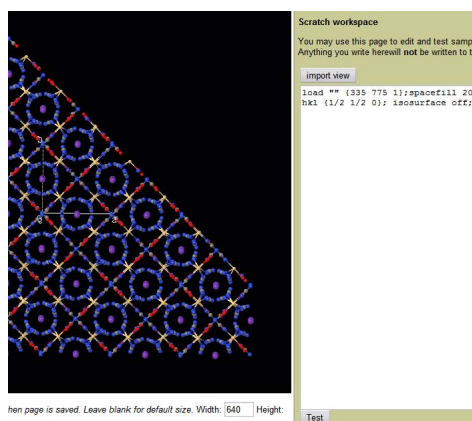 Scratch workspace
You may use this page to edit and test samp
Anything you write herewill not be written to t
import view
load "" {335 775 1};spacefill 20
hkl {1/2 1/2 0}; isosurface off;
hen page is saved. Leave blank for default size. Width: 640 Height:
Test